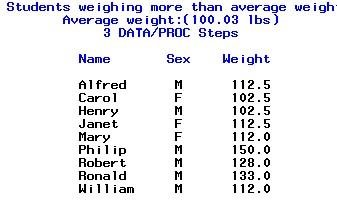 Students weighing more than average weigh
Average weight:(100.03 lbs)
3 DATA/PROC Steps
Name Sex Weight
Alfred M 112.5
Carol F 102.5
Henry M 102.5
Janet F 112.5
Mary F 112.0
Philip M 150.0
Robert M 128.0
Ronald M 133.0
William M 112.0